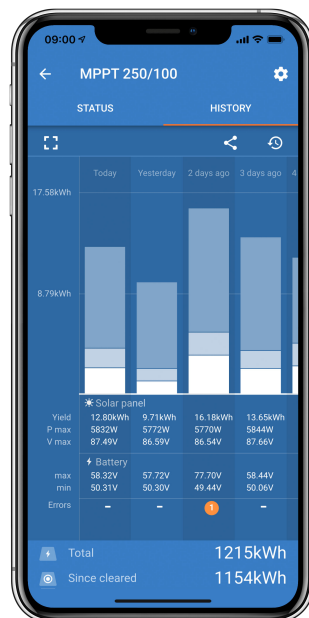 09:00
MPPT 250/100
STATUS HISTORY
Today Yesterday 2 days ago 3 days ago 4
17.58kWh
8.79kWh
Solar panel
Yield 12.80kWh 9.71kWh 16.18kWh 13.65kWh
P max 5832W 5772W 5770W 5844W
V max 87.49V 86.59V 86.54V 87.66V
Battery
max 58.32V 57.72V 77.70V 58.44V
min 50.31V 50.30V 49.44V 50.06V
Errors – – 1 –
Total 1215kWh
Since cleared 1154kWh